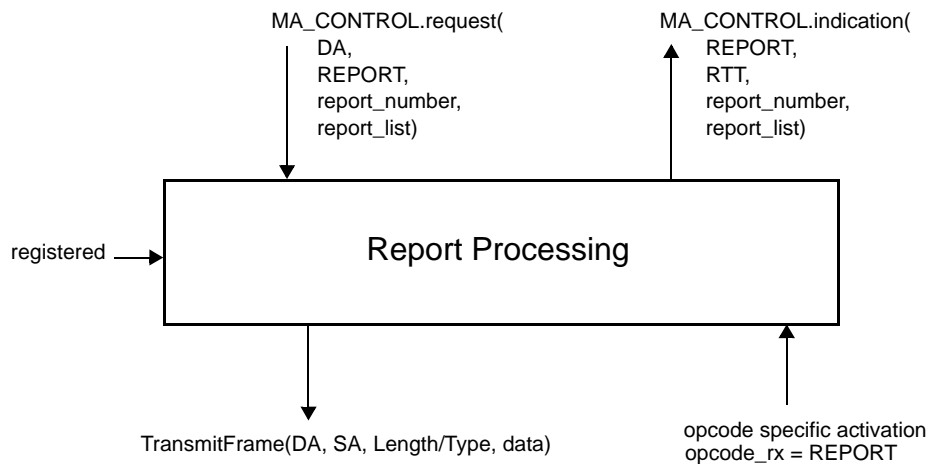 MA_CONTROL.request(
DA,
REPORT,
report_number,
report_list)
MA_CONTROL.indication(
REPORT,
RTT,
report_number,
report_list)
registered
Report Processing
TransmitFrame(DA, SA, Length/Type, data)
opcode specific activation
opcode_rx = REPORT